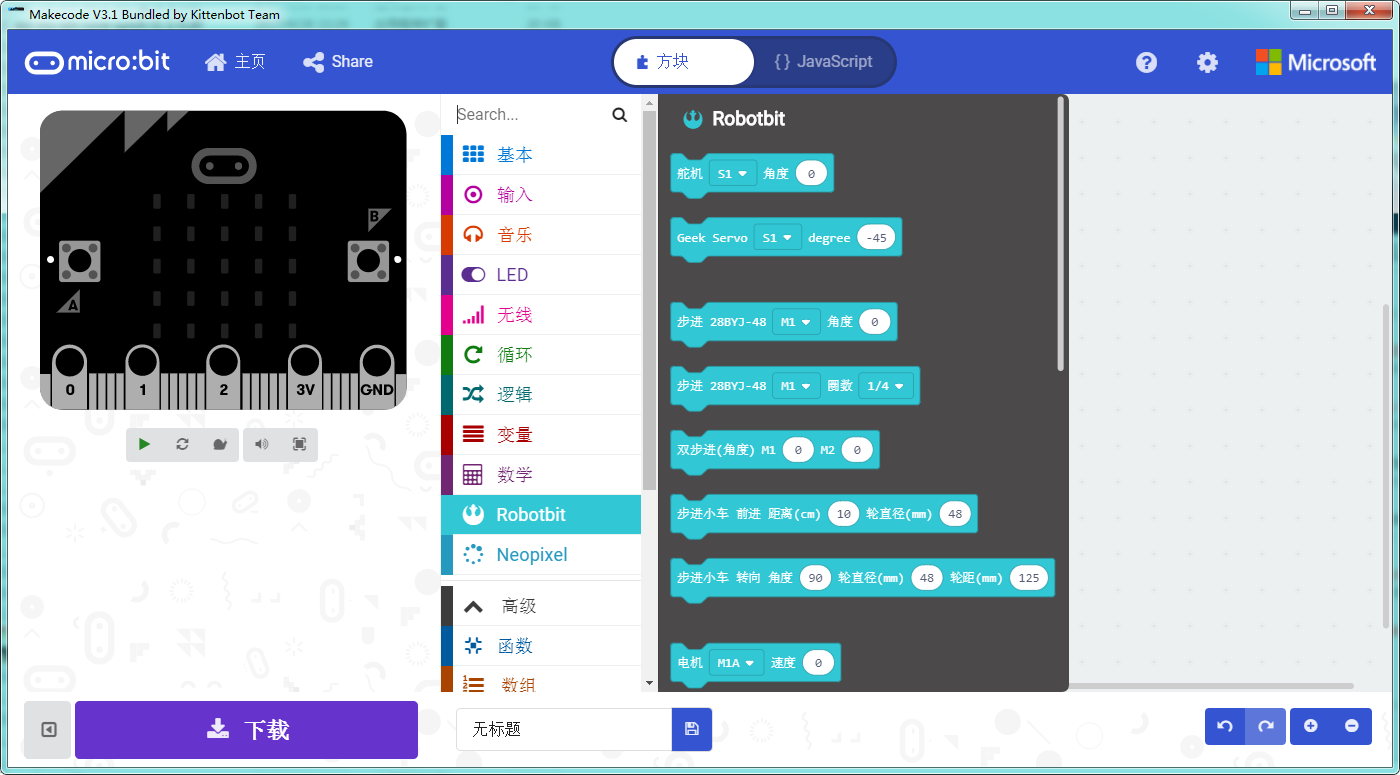 Makecode V3.1 Bundled by Kittenbot Team
micro:bit 主页 Share 方块 {} JavaScript Microsoft
B
A
0 1 2 3V GND
Search...
基本
输入
音乐
LED
无线
循环
逻辑
变量
数学
Robotbit
Neopixel
高级
函数
数组
Robotbit
舵机 S1 角度 0
Geek Servo S1 degree -45
步进 28BYJ-48 M1 角度 0
步进 28BYJ-48 M1 圈数 1/4
双步进(角度) M1 0 M2 0
步进小车 前进 距离(cm) 10 轮直径(mm) 48
步进小车 转向 角度 90 轮直径(mm) 48 轮距(mm) 125
电机 M1A 速度 0
下载
无标题